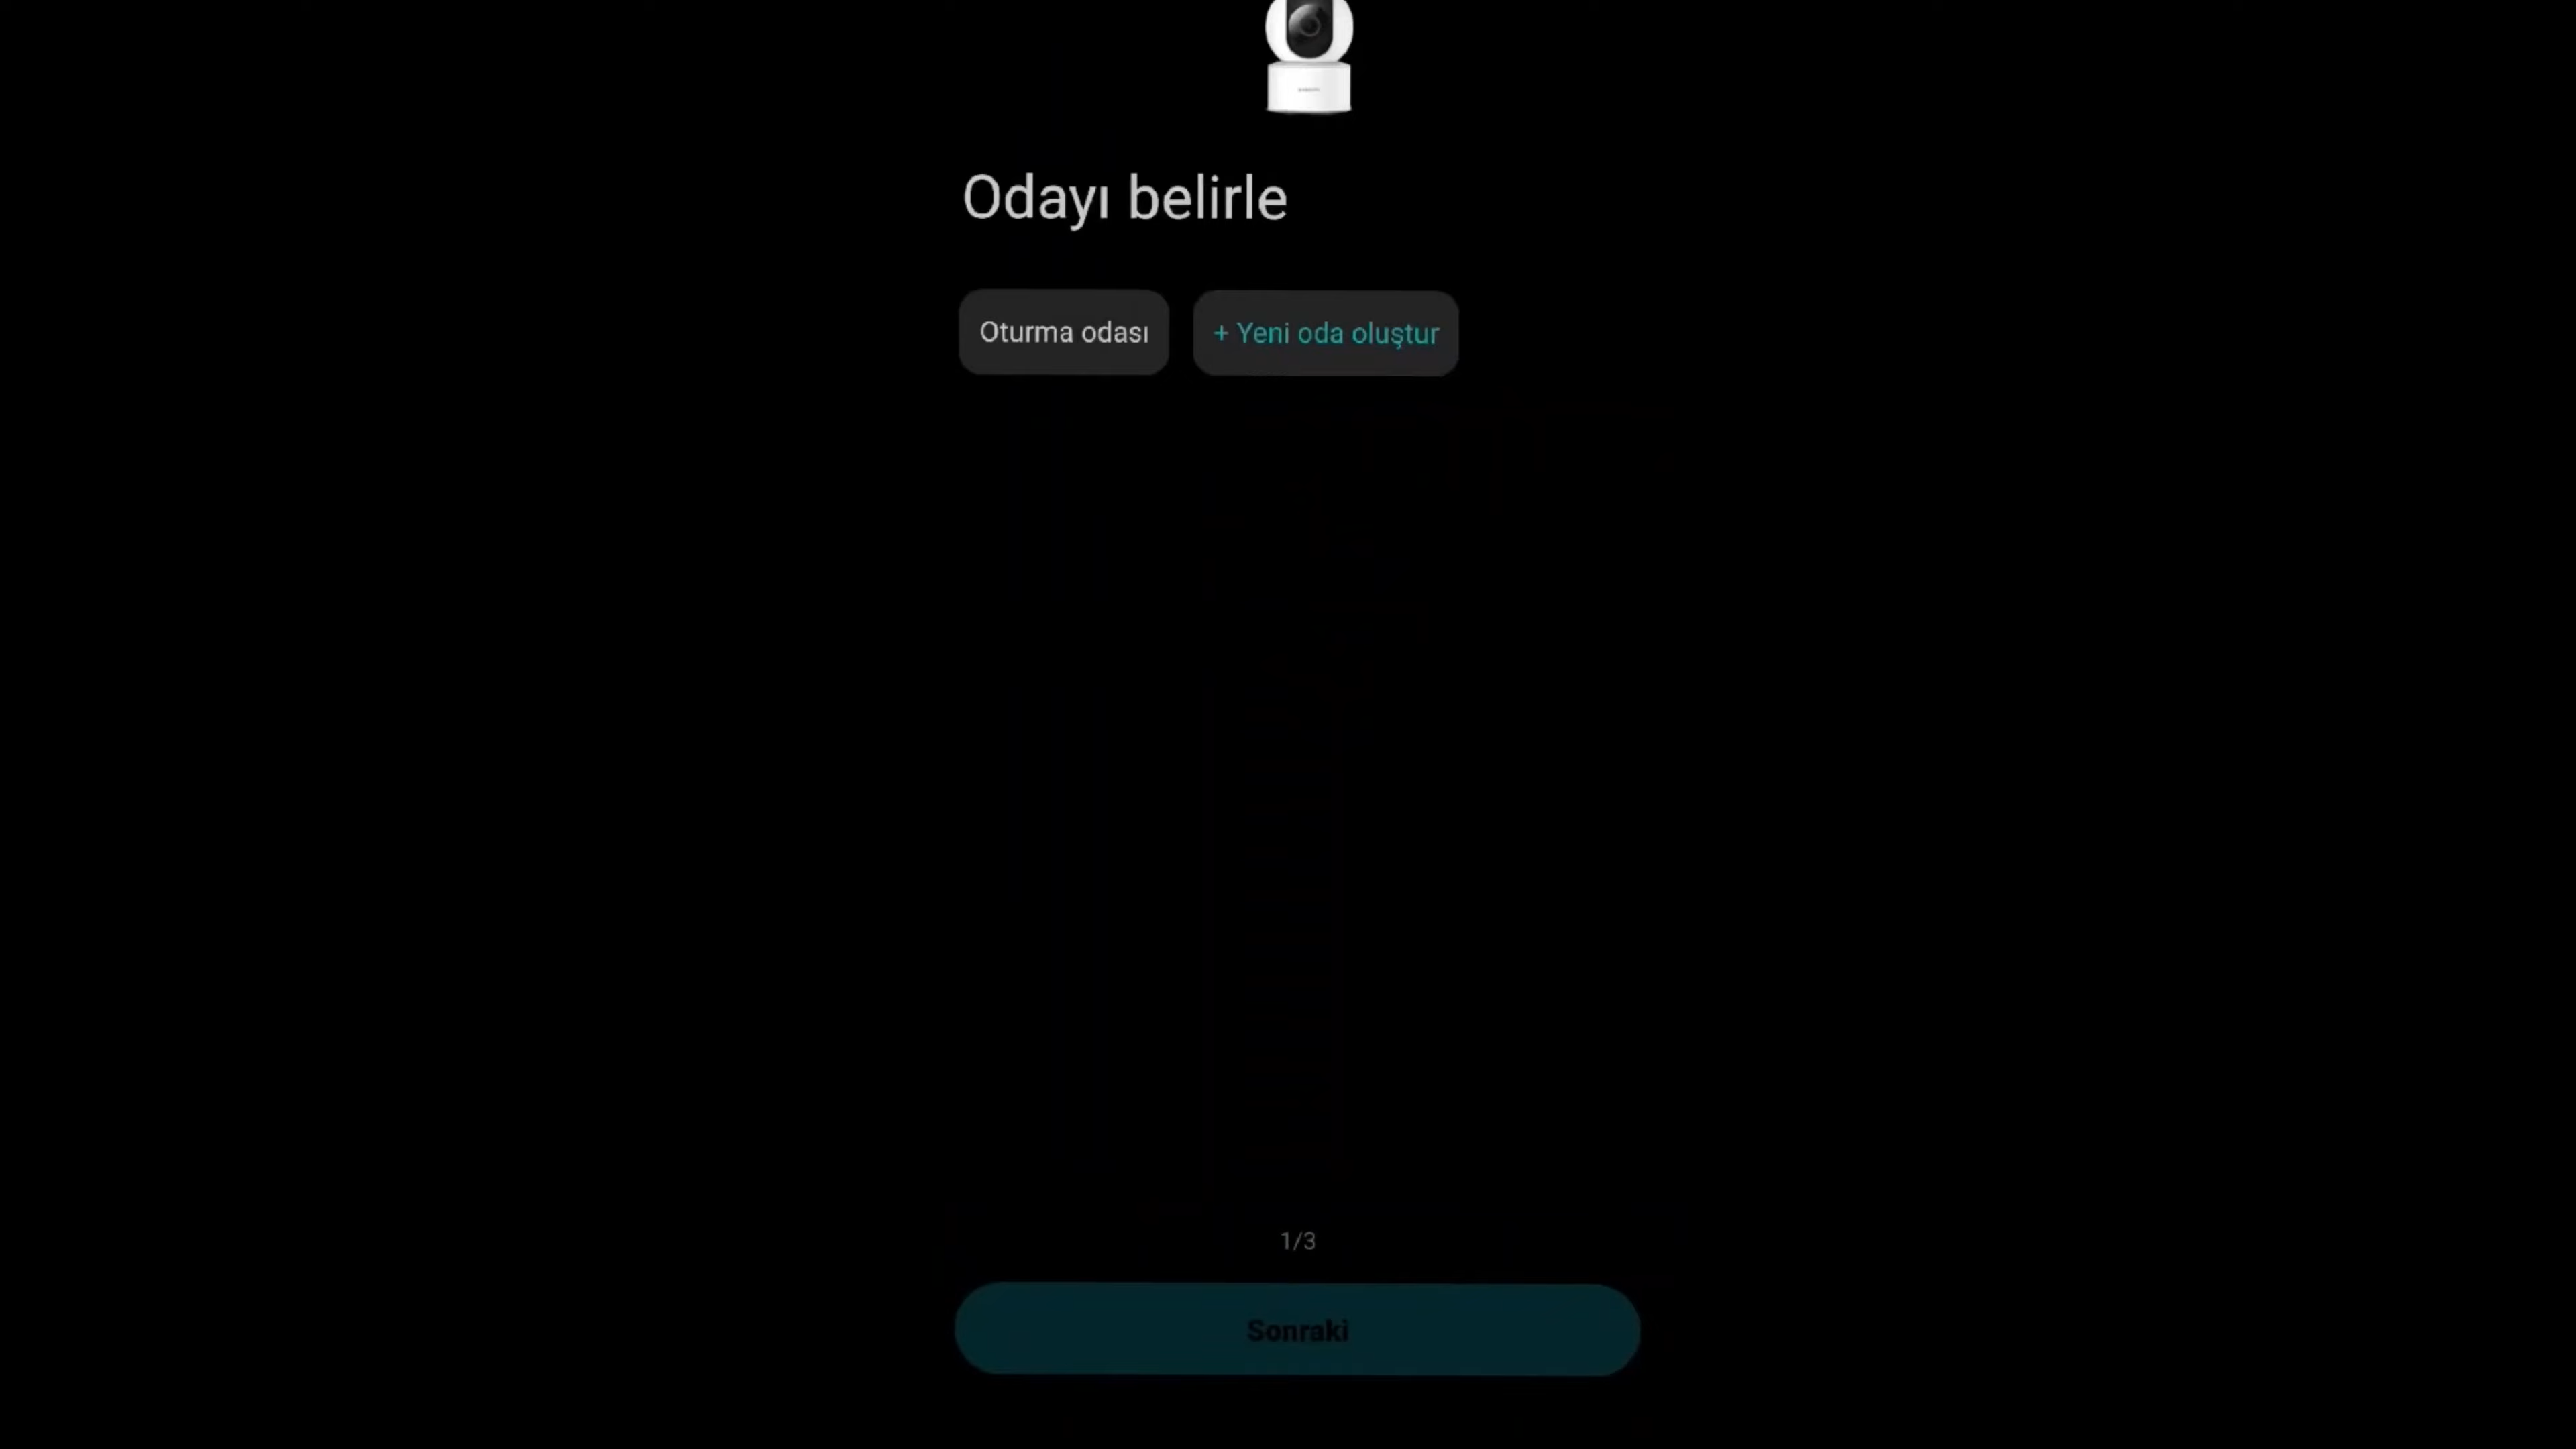 Odayı belirle
Oturma odası
+ Yeni oda oluştur
1/3
Sonraki